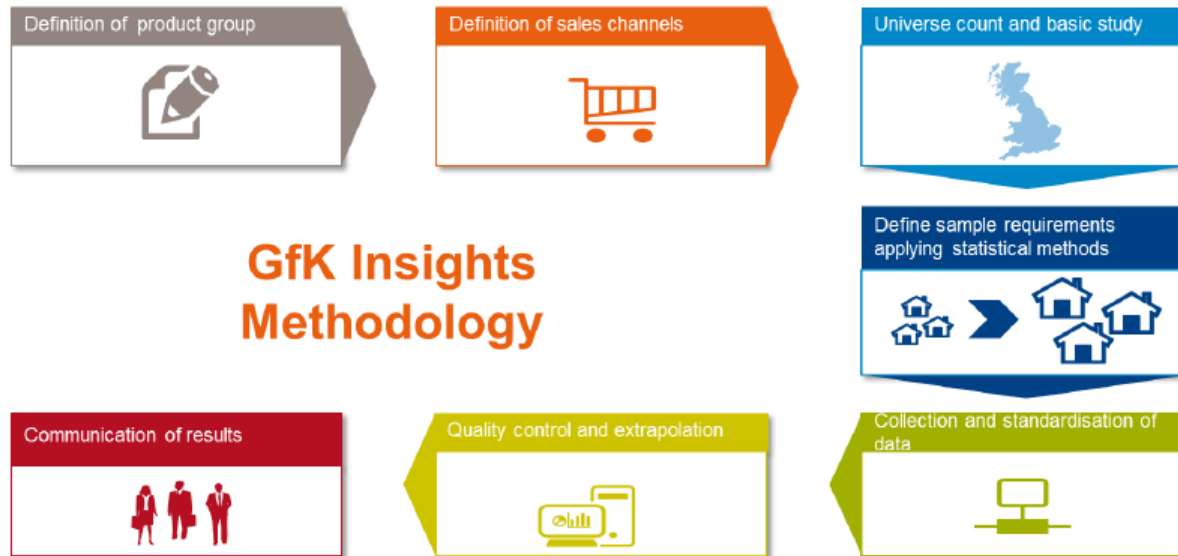 Definition of product group
Definition of sales channels
Universe count and basic study
Define sample requirements
applying statistical methods
GfK Insights
Methodology
Communication of results
Quality control and extrapolation
Collection and standardisation of
data